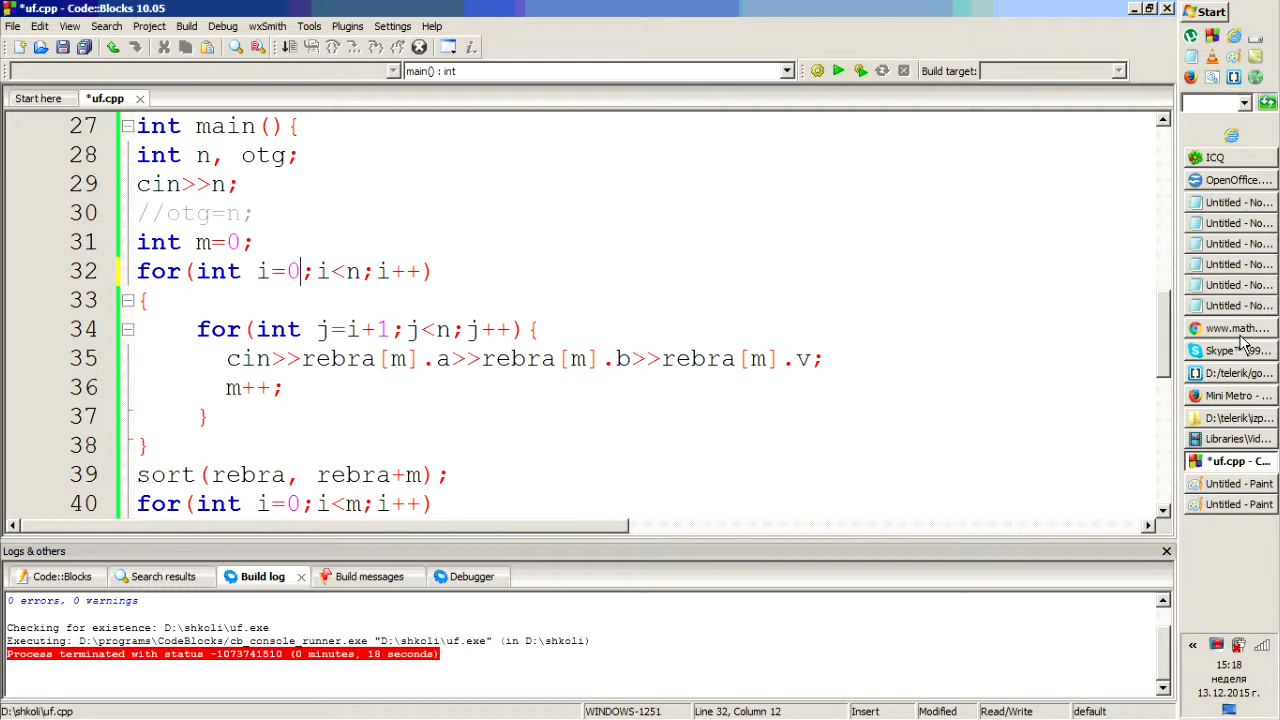 *uf.cpp - Code::Blocks 10.05
Start
File Edit View Search Project Build Debug wxSmith Tools Plugins Settings Help
main() : int
Build target:
Start here *uf.cpp
27 int main(){
28 int n, otg;
29 cin>>n;
30 //otg=n;
31 int m=0;
32 for(int i=0;i<n;i++)
33 {
34 for(int j=i+1;j<n;j++){
35 cin>>rebra[m].a>>rebra[m].b>>rebra[m].v;
36 m++;
37 }
38 }
39 sort(rebra, rebra+m);
40 for(int i=0;i<m;i++)
ICQ
OpenOffice....
Untitled - No...
Untitled - No...
Untitled - No...
Untitled - No...
Untitled - No...
Untitled - No...
www.math....
D:/telerik/go...
Mini Metro - ...
D:\telerik\izp...
Libraries\Vid...
*uf.cpp - C...
Untitled - Paint
Untitled - Paint
Logs & others
Code::Blocks Search results Build log Build messages Debugger
0 errors, 0 warnings
Checking for existence: D:\shkoli\uf.exe
Executing: D:\programs\CodeBlocks/cb_console_runner.exe "D:\shkoli\uf.exe" (in D:\shkoli)
Process terminated with status -1073741510 (0 minutes, 18 seconds)
15:18
неделя
13.12.2015 г.
D:\shkoli\uf.cpp WINDOWS-1251 Line 32, Column 12 Insert Modified Read/Write default